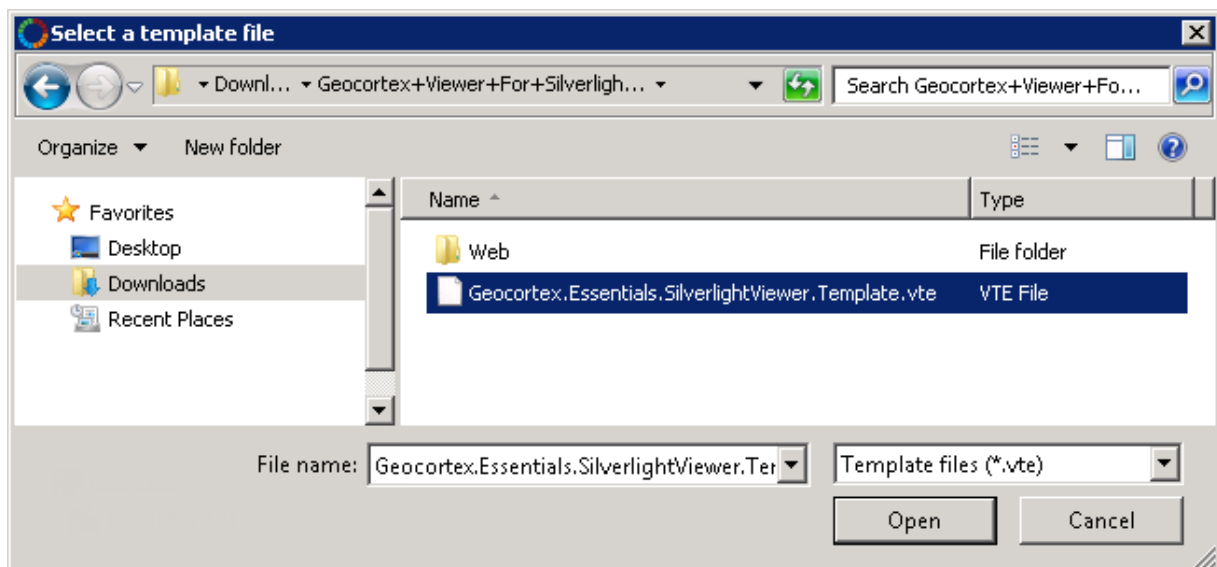 Select a template file
Downl... Geocortex+Viewer+For+Silverligh... Search Geocortex+Viewer+Fo...
Organize New folder
Name Type
Favorites
Desktop
Downloads
Recent Places
Web File folder
Geocortex.Essentials.SilverlightViewer.Template.vte VTE File
File name: Geocortex.Essentials.SilverlightViewer.Ter Template files (*.vte)
Open Cancel